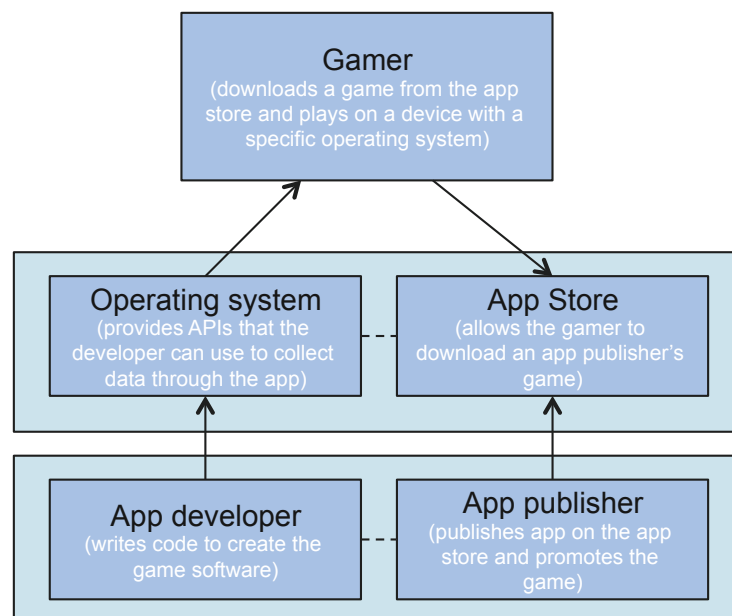 Gamer
(downloads a game from the app
store and plays on a device with a
specific operating system)
Operating system
(provides APIs that the
developer can use to collect
data through the app)
App Store
(allows the gamer to
download an app publisher's
game)
App developer
(writes code to create the
game software)
App publisher
(publishes app on the app
store and promotes the
game)